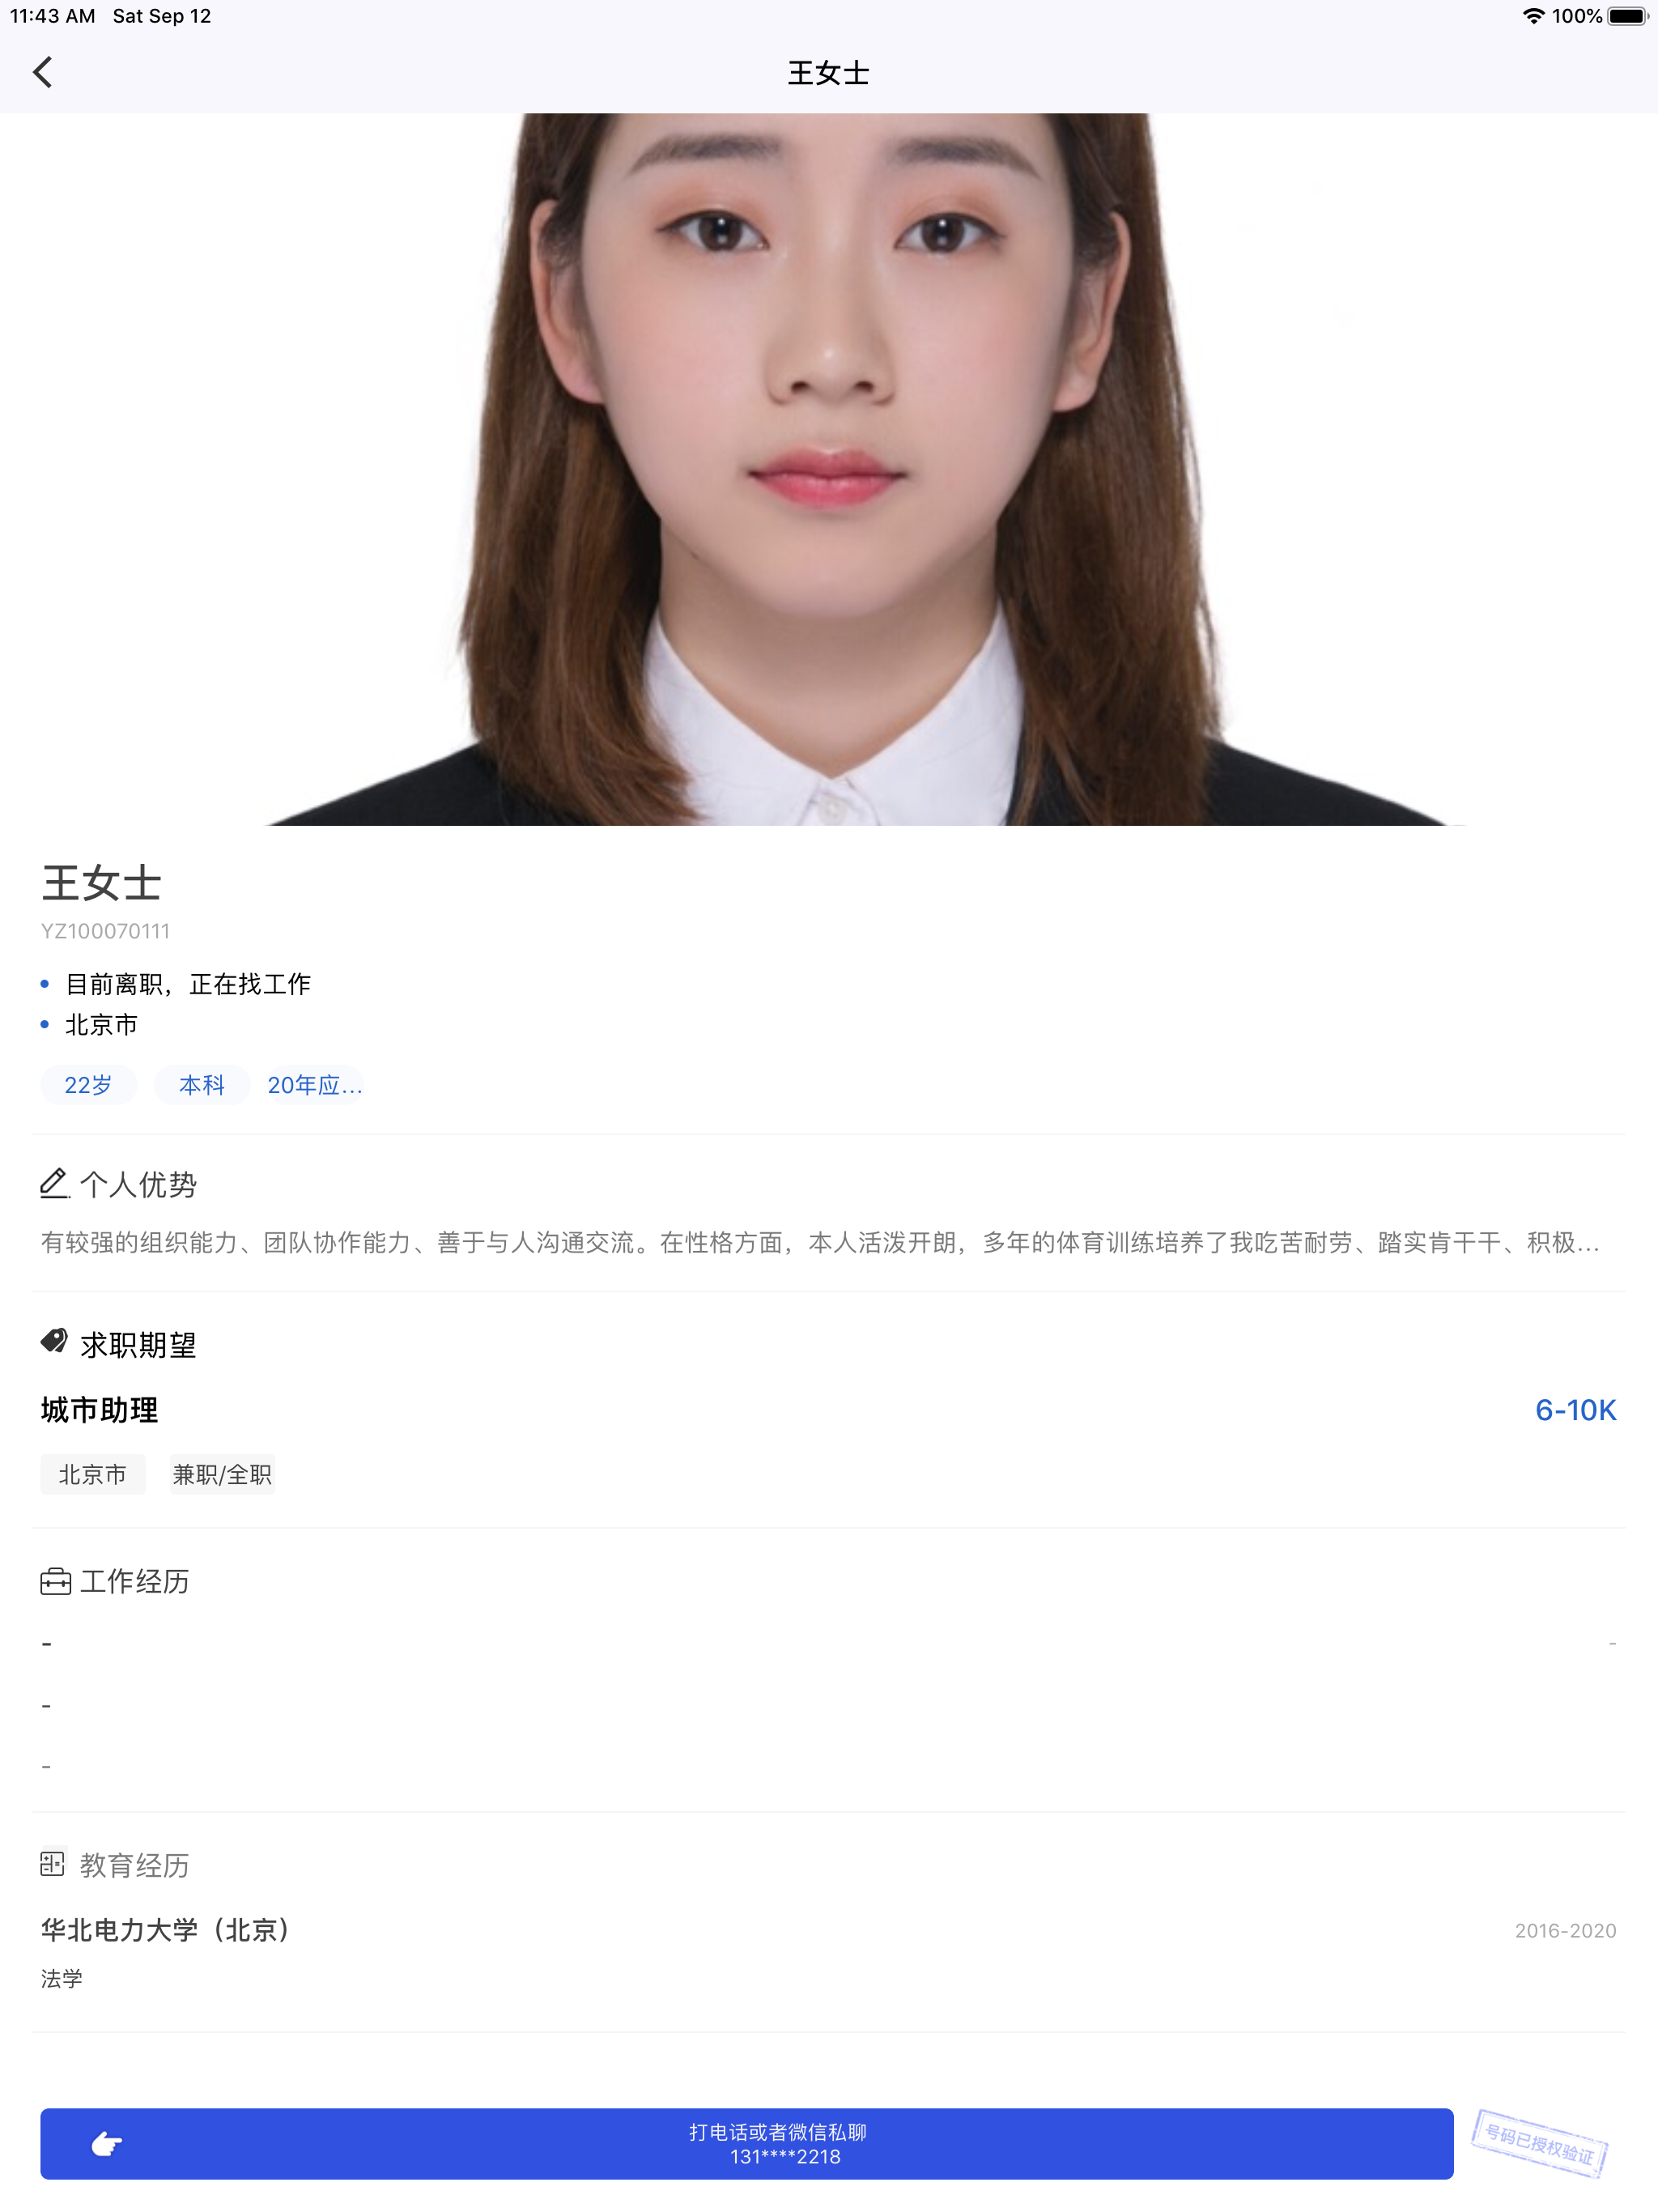 11:43 AM Sat Sep 12
100%
王女士
王女士
YZ100070111
目前离职，正在找工作
北京市
22岁 本科 20年应...
个人优势
有较强的组织能力、团队协作能力、善于与人沟通交流。在性格方面，本人活泼开朗，多年的体育训练培养了我吃苦耐劳、踏实肯干干、积极...
求职期望
城市助理 6-10K
北京市 兼职/全职
工作经历
- -
-
-
教育经历
华北电力大学（北京） 2016-2020
法学
打电话或者微信私聊
131****2218
号码已授权验证